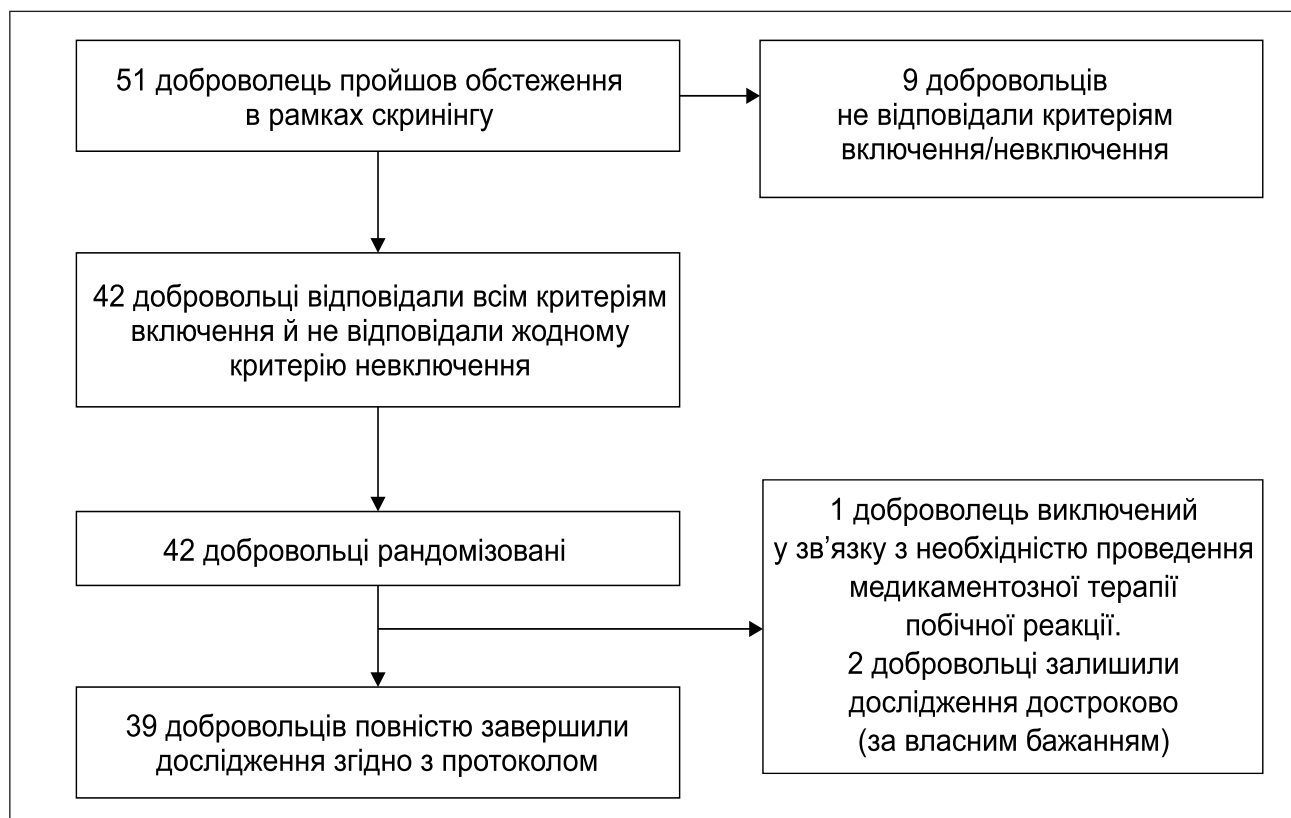 51 доброволець пройшов обстеження
в рамках скринінгу
9 добровольців
не відповідали критеріям
включення/невключення
42 добровольці відповідали всім критеріям
включення й не відповідали жодному
критерію невключення
42 добровольці рандомізовані
1 доброволець виключений
у зв’язку з необхідністю проведення
медикаментозної терапії
побічної реакції.
2 добровольці залишили
дослідження достроково
(за власним бажанням)
39 добровольців повністю завершили
дослідження згідно з протоколом